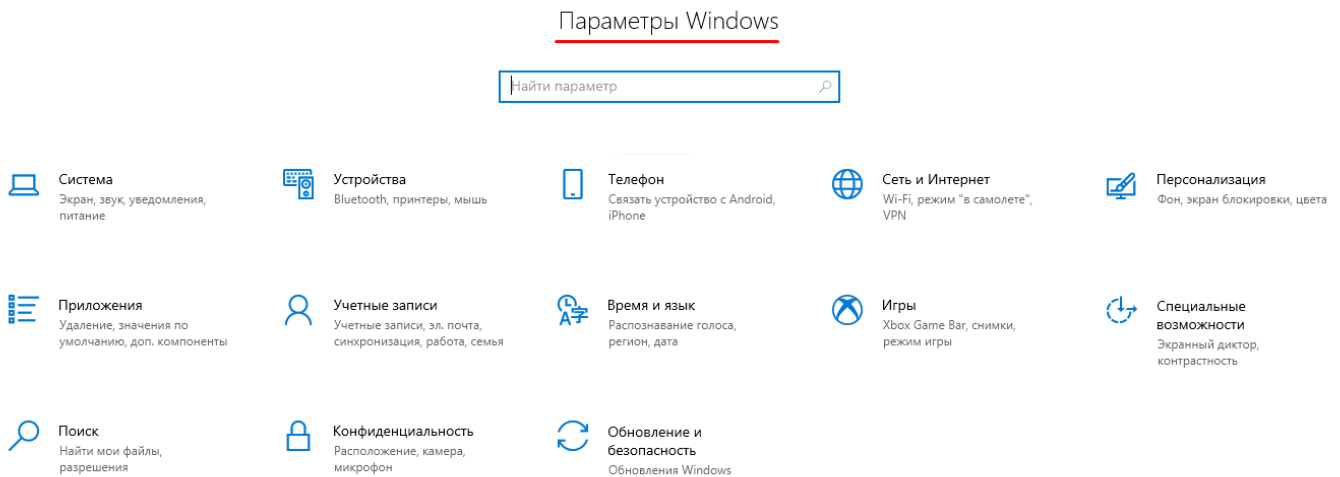 Параметры Windows
Найти параметр
Система
Экран, звук, уведомления,
питание
Устройства
Bluetooth, принтеры, мышь
Телефон
Связать устройство с Android,
iPhone
Сеть и Интернет
Wi-Fi, режим "в самолете",
VPN
Персонализация
Фон, экран блокировки, цвета
Приложения
Удаление, значения по
умолчанию, доп. компоненты
Учетные записи
Учетные записи, эл. почта,
синхронизация, работа, семья
Время и язык
Распознавание голоса,
регион, дата
Игры
Xbox Game Bar, снимки,
режим игры
Специальные
возможности
Экранный диктор,
контрастность
Поиск
Найти мои файлы,
разрешения
Конфиденциальность
Расположение, камера,
микрофон
Обновление и
безопасность
Обновления Windows